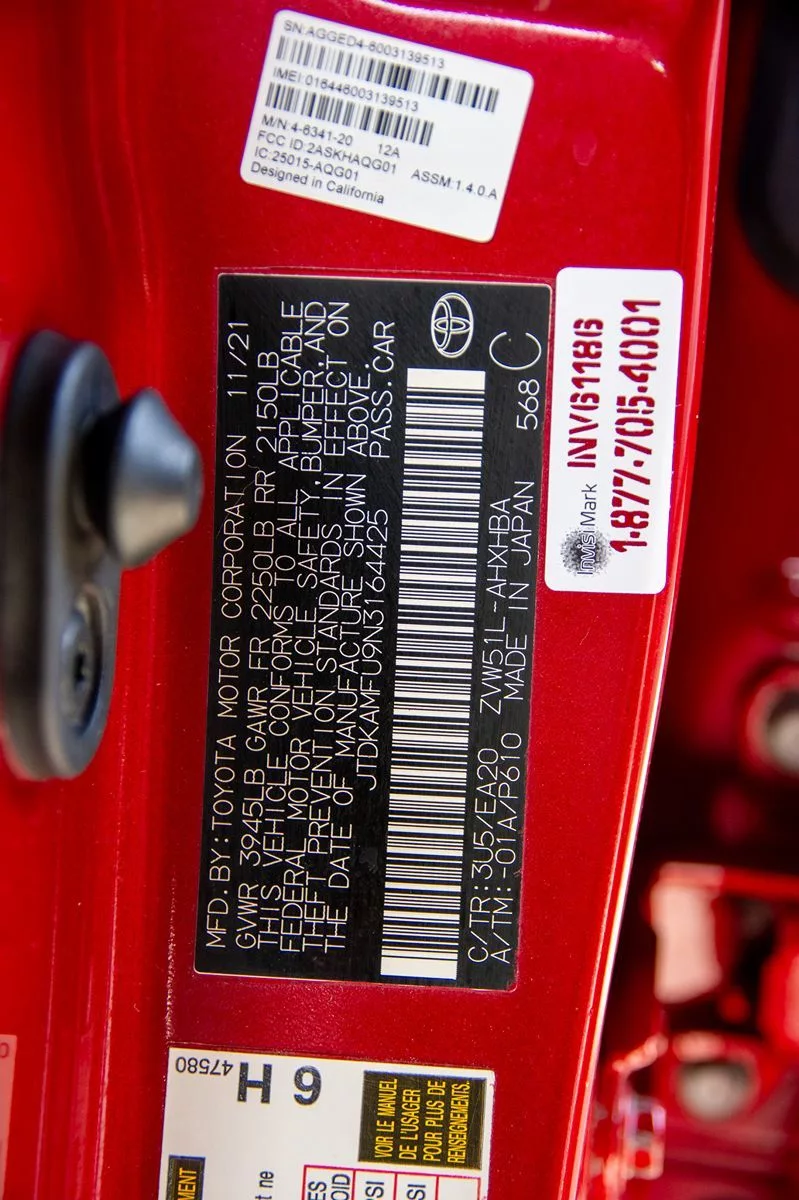 SN:AGGED4-6003139513
IMEI:016446003139513
M/N:4-6341-20 12A
FCC ID:2ASKHAQG01 ASSM:1.4.0.A
IC:25015-AQG01
Designed in California
MFD.BY:TOYOTA MOTOR CORPORATION 11/21
GVWR 3945LB GAWR FR 2250LB RR 2150LB
THIS VEHICLE CONFORMS TO ALL APPLICABLE
FEDERAL MOTOR VEHICLE SAFETY, BUMPER, AND
THEFT PREVENTION STANDARDS IN EFFECT ON
THE DATE OF MANUFACTURE SHOWN ABOVE.
JTDKAMFU9N3164425 PASS.CAR
C/TR:3U5/EA20 ZVW51L-AHXHBA 568 C
A/TM:-01A/P610 MADE IN JAPAN
InvisiMark
INV61186
1-877-705-4001
47580
H 9
VOIR LE MANUEL
DE L'USAGER
POUR PLUS DE
RENSEIGNEMENTS.